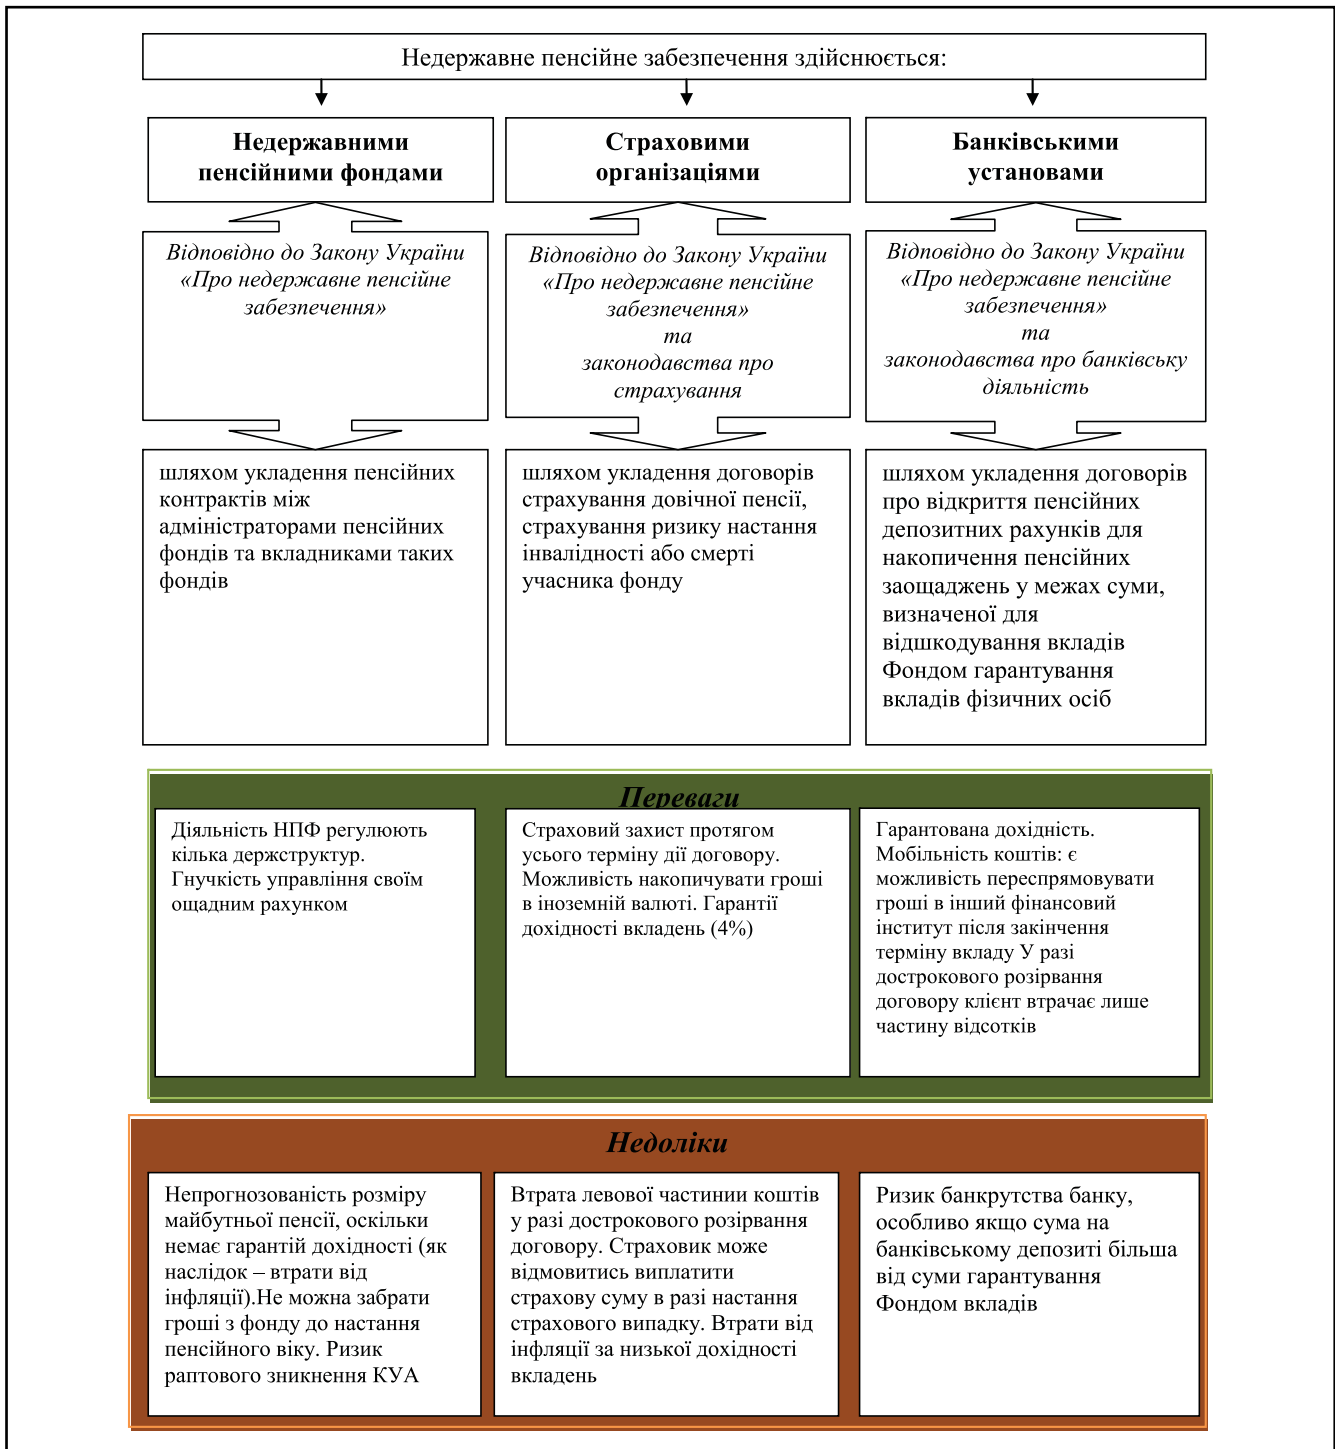 Недержавне пенсійне забезпечення здійснюється:
Недержавними
пенсійними фондами
Страховими
організаціями
Банківськими
установами
Відповідно до Закону України
«Про недержавне пенсійне
забезпечення»
Відповідно до Закону України
«Про недержавне пенсійне
забезпечення»
та
законодавства про
страхування
Відповідно до Закону України
«Про недержавне пенсійне
забезпечення»
та
законодавства про банківську
діяльність
шляхом укладення пенсійних
контрактів між
адміністраторами пенсійних
фондів та вкладниками таких
фондів
шляхом укладення договорів
страхування довічної пенсії,
страхування ризику настання
інвалідності або смерті
учасника фонду
шляхом укладення договорів
про відкриття пенсійних
депозитних рахунків для
накопичення пенсійних
заощаджень у межах суми,
визначеної для
відшкодування вкладів
Фондом гарантування
вкладів фізичних осіб
Переваги
Діяльність НПФ регулюють
кілька держструктур.
Гнучкість управління своїм
ощадним рахунком
Страховий захист протягом
усього терміну дії договору.
Можливість накопичувати гроші
в іноземній валюті. Гарантії
дохідності вкладень (4%)
Гарантована дохідність.
Мобільність коштів: є
можливість переспрямовувати
гроші в інший фінансовий
інститут після закінчення
терміну вкладу У разі
дострокового розірвання
договору клієнт втрачає лише
частину відсотків
Недоліки
Непрогнозованість розміру
майбутньої пенсії, оскільки
немає гарантій дохідності (як
наслідок – втрати від
інфляції).Не можна забрати
гроші з фонду до настання
пенсійного віку. Ризик
раптового зникнення КУА
Втрата левової частинии коштів
у разі дострокового розірвання
договору. Страховик може
відмовитись виплатити
страхову суму в разі настання
страхового випадку. Втрати від
інфляції за низької дохідності
вкладень
Ризик банкрутства банку,
особливо якщо сума на
банківському депозиті більша
від суми гарантування
Фондом вкладів